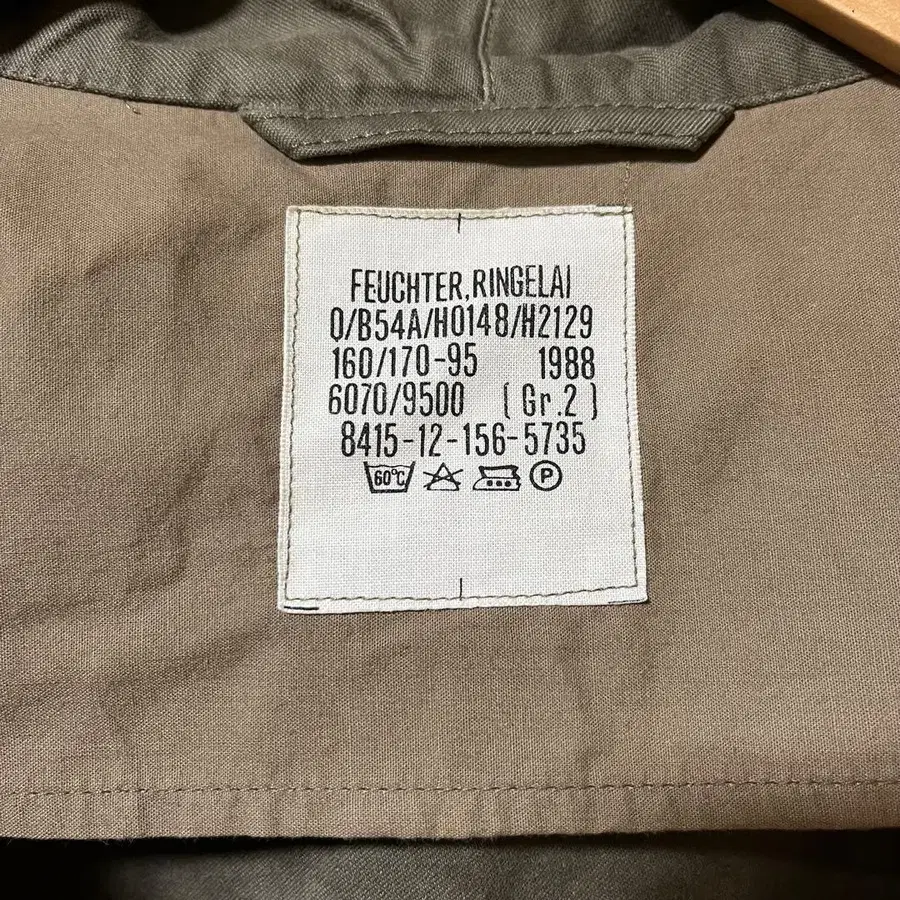 FEUCHTER, RINGELAI
0/B54A/H0148/H2129
160/170-95 1988
6070/9500 ( Gr.2 )
8415-12-156-5735
60°C P